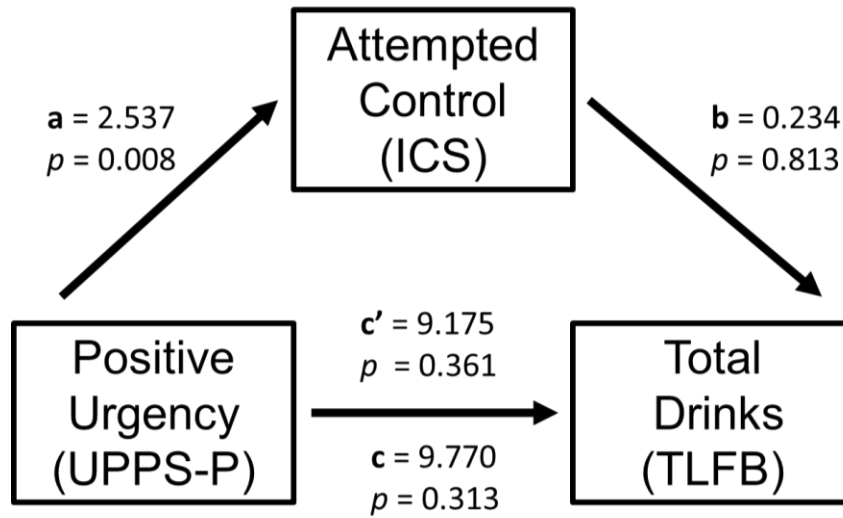 Attempted
Control
(ICS)
a = 2.537
p = 0.008
b = 0.234
p = 0.813
Positive
Urgency
(UPPS-P)
c’ = 9.175
p = 0.361
c = 9.770
p = 0.313
Total
Drinks
(TLFB)